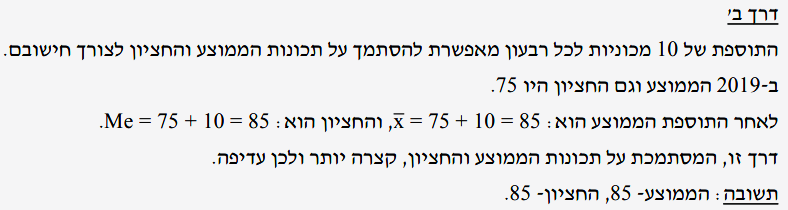 דרך ב'
התוספת של 10 מכוניות לכל רבעון מאפשרת להסתמך על תכונות הממוצע והחציון לצורך חישובם.
ב-2019 הממוצע וגם החציון היו 75.
לאחר התוספת הממוצע הוא: x̅ = 75 + 10 = 85, והחציון הוא: Me = 75 + 10 = 85.
דרך זו, המסתמכת על תכונות הממוצע והחציון, קצרה יותר ולכן עדיפה.
תשובה: הממוצע- 85, החציון- 85.